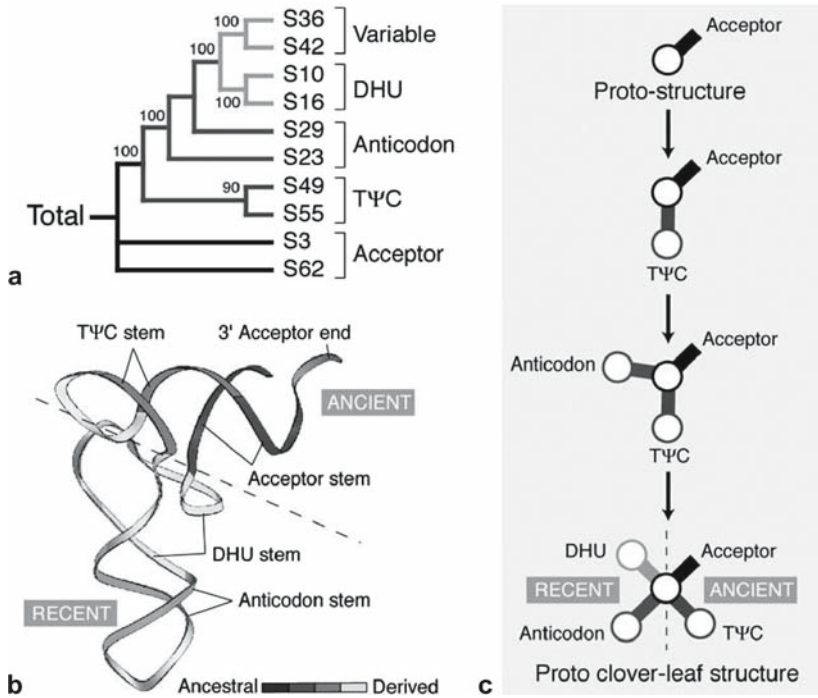 100
S36
S42
Variable
100
S10
S16
DHU
100
100
S29
S23
Anticodon
100
90
S49
S55
TΨC
Total
S3
S62
Acceptor
a
TΨC stem
3' Acceptor end
ANCIENT
Acceptor stem
DHU stem
RECENT
Anticodon stem
b
Ancestral
Derived
Acceptor
Proto-structure
Acceptor
TΨC
Anticodon
Acceptor
TΨC
DHU
Acceptor
RECENT
ANCIENT
Anticodon
TΨC
c
Proto clover-leaf structure